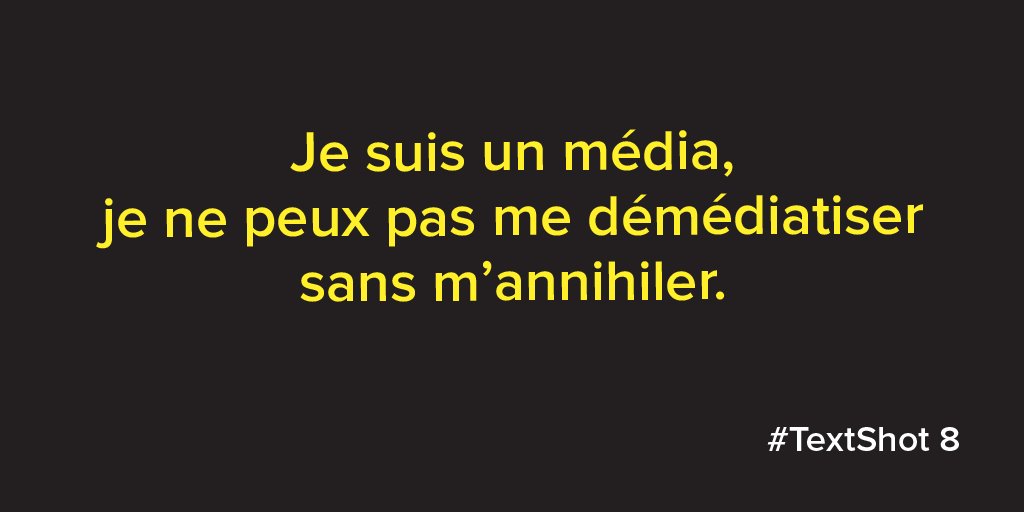 Je suis un média,
je ne peux pas me démédiatiser
sans m’annihiler.
#TextShot 8